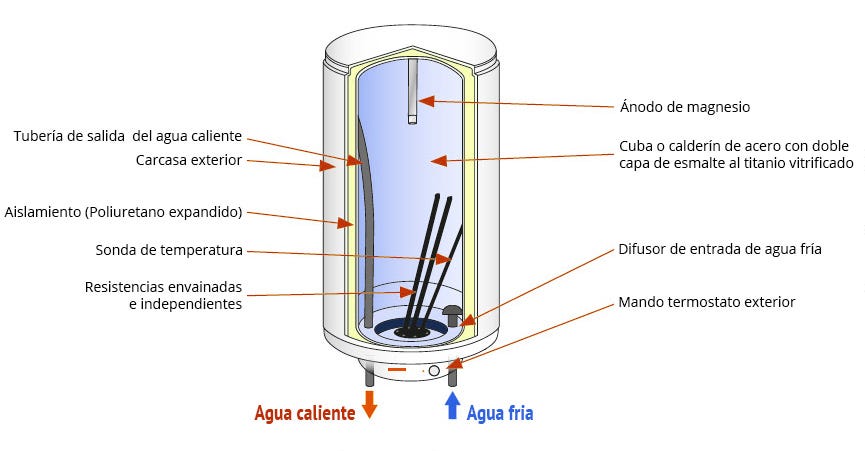 Ánodo de magnesio
Tubería de salida del agua caliente
Carcasa exterior
Cuba o calderín de acero con doble
capa de esmalte al titanio vitrificado
Aislamiento (Poliuretano expandido)
Sonda de temperatura
Difusor de entrada de agua fría
Resistencias envainadas
e independientes
Mando termostato exterior
Agua caliente
Agua fria